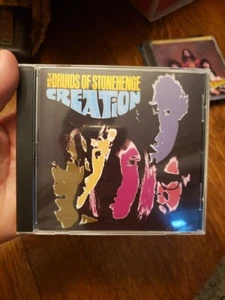 THE DRUIDS OF STONEHENGE
CREATION